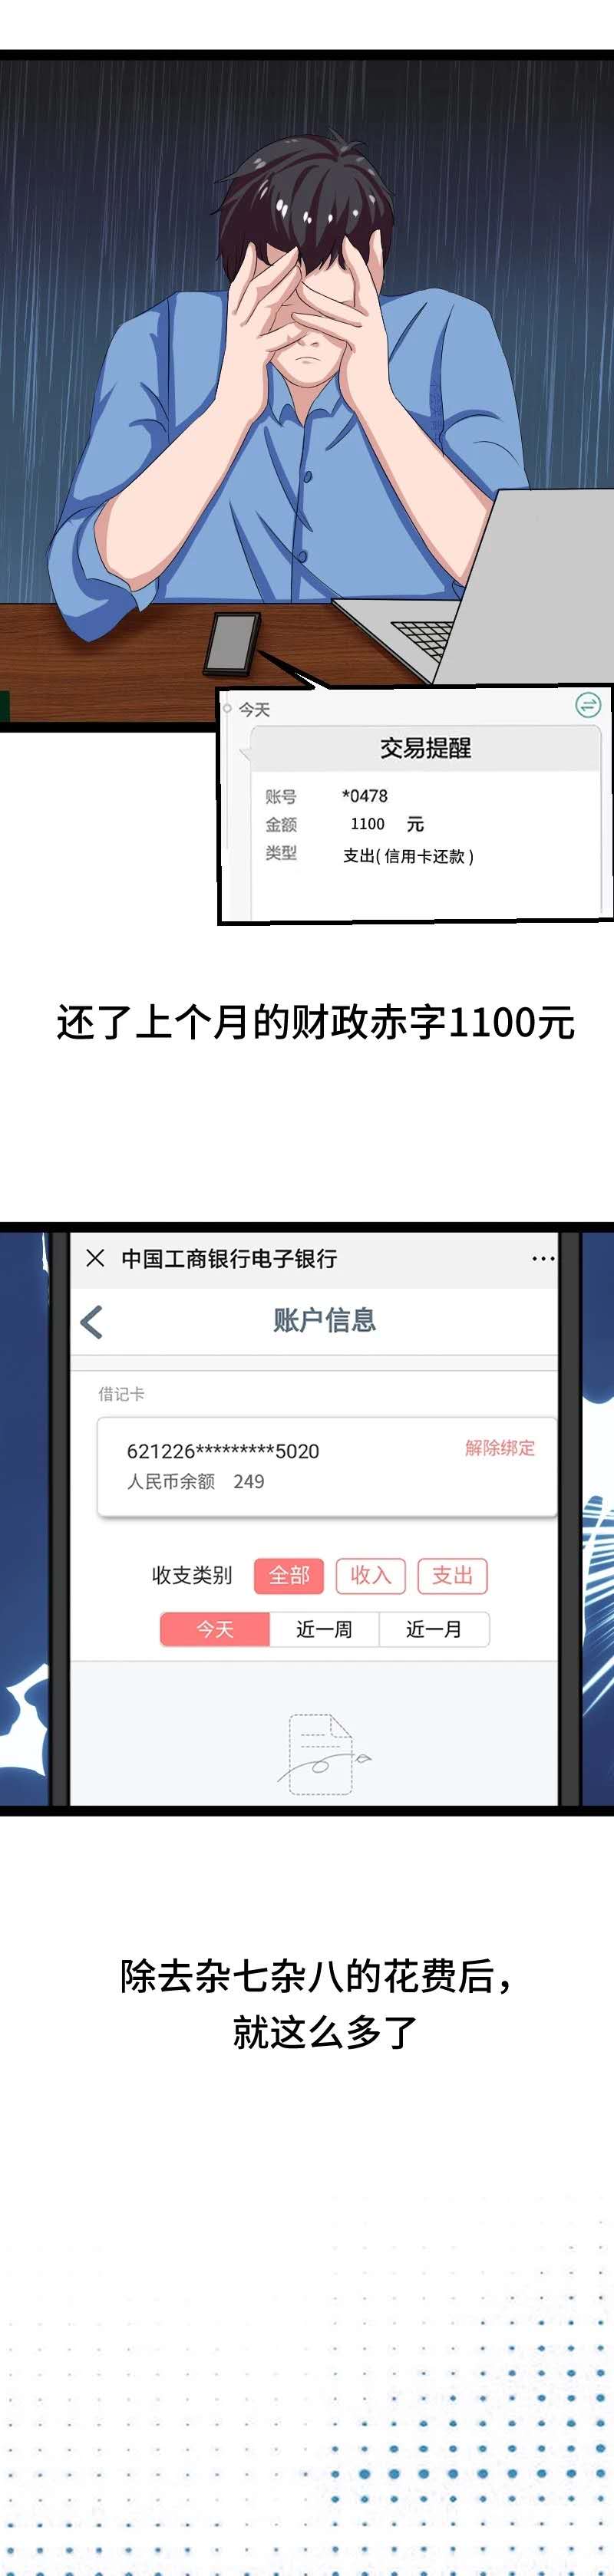 今天
交易提醒
账号 *0478
金额 1100 元
类型 支出(信用卡还款)
还了上个月的财政赤字1100元
中国工商银行电子银行
账户信息
借记卡
621226*********5020 解除绑定
人民币余额 249
收支类别 全部 收入 支出
今天 近一周 近一月
除去杂七杂八的花费后，
就这么多了